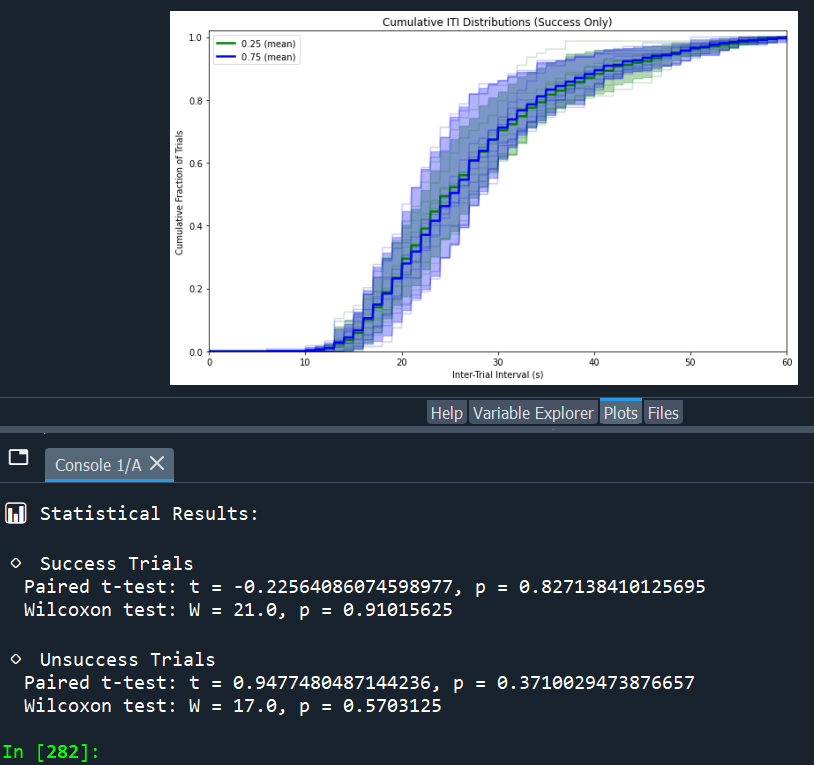 Cumulative ITI Distributions (Success Only)
0.25 (mean)
0.75 (mean)
1.0
0.8
0.6
0.4
0.2
0.0
Cumulative Fraction of Trials
0 10 20 30 40 50 60
Inter-Trial Interval (s)
Help Variable Explorer Plots Files
Console 1/A
Statistical Results:
Success Trials
Paired t-test: t = -0.22564086074598977, p = 0.827138410125695
Wilcoxon test: W = 21.0, p = 0.91015625
Unsuccess Trials
Paired t-test: t = 0.9477480487144236, p = 0.3710029473876657
Wilcoxon test: W = 17.0, p = 0.5703125
In [282]: